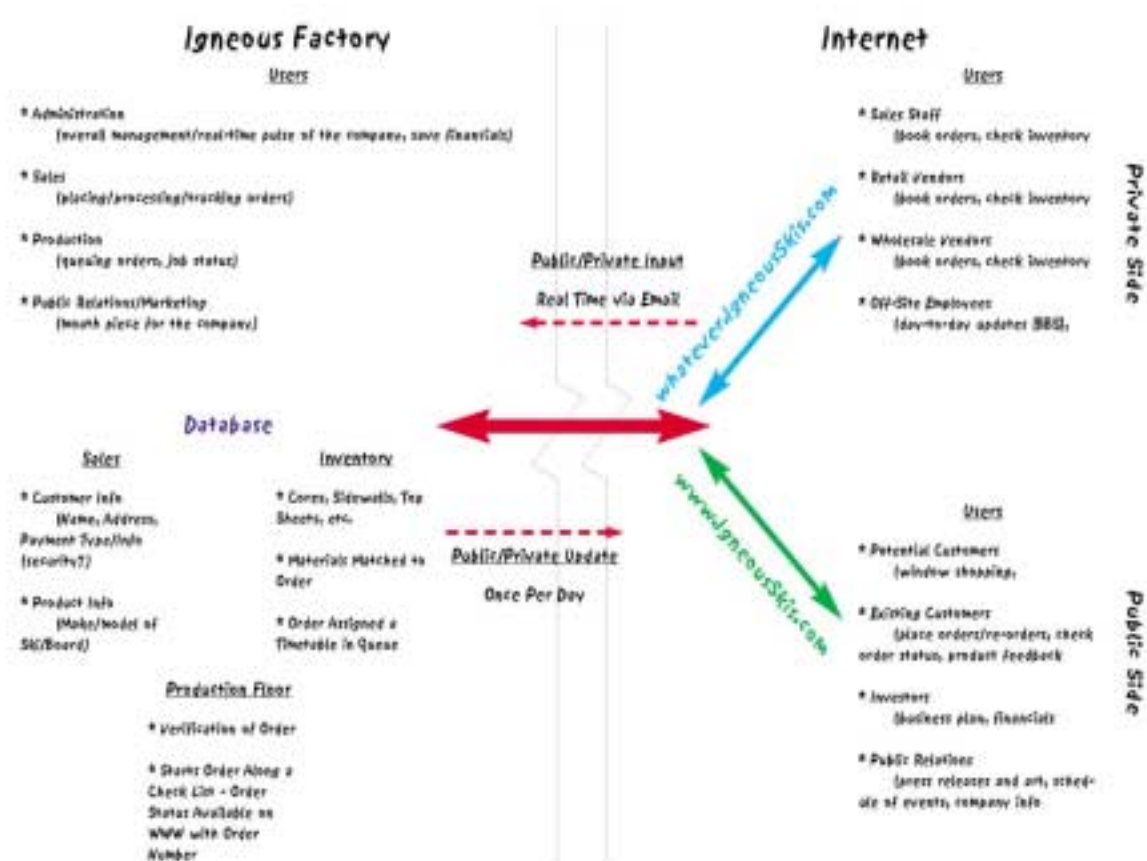 Igneous Factory
Users
* Administration
(overall management/real-time pulse of the company, save financials)
* Sales
(placing/processing/tracking orders)
* Production
(queuing orders, job status)
* Public Relations/Marketing
(mouth piece for the company)
Database
Sales
* Customer Info
(Name, Address,
Payment Type/Info
(security?)
* Product Info
(Make/model of
Ski/Board)
Inventory
* Cores, Sidewalls, Top
Sheets, etc.
* Materials Matched to
Order
* Order Assigned a
Timetable in Queue
Production Floor
* Verification of Order
* Starts Order Along a
Check List - Order
Status Available on
WWW with Order
Number
Public/Private Input
Real Time via Email
Public/Private Update
Once Per Day
whatever.IgneousSkis.com
www.IgneousSkis.com
Internet
Users
* Sales Staff
(book orders, check inventory
* Retail Vendors
(book orders, check inventory
* Wholesale Vendors
(book orders, check inventory
* Off-Site Employees
(day-to-day updates
Private Side
Users
* Potential Customers
(window shopping,
* Existing Customers
(place orders/re-orders, check
order status, product feedback
* Investors
(business plan, financials
* Public Relations
(press releases and art, sched-
ule of events, company info
Public Side